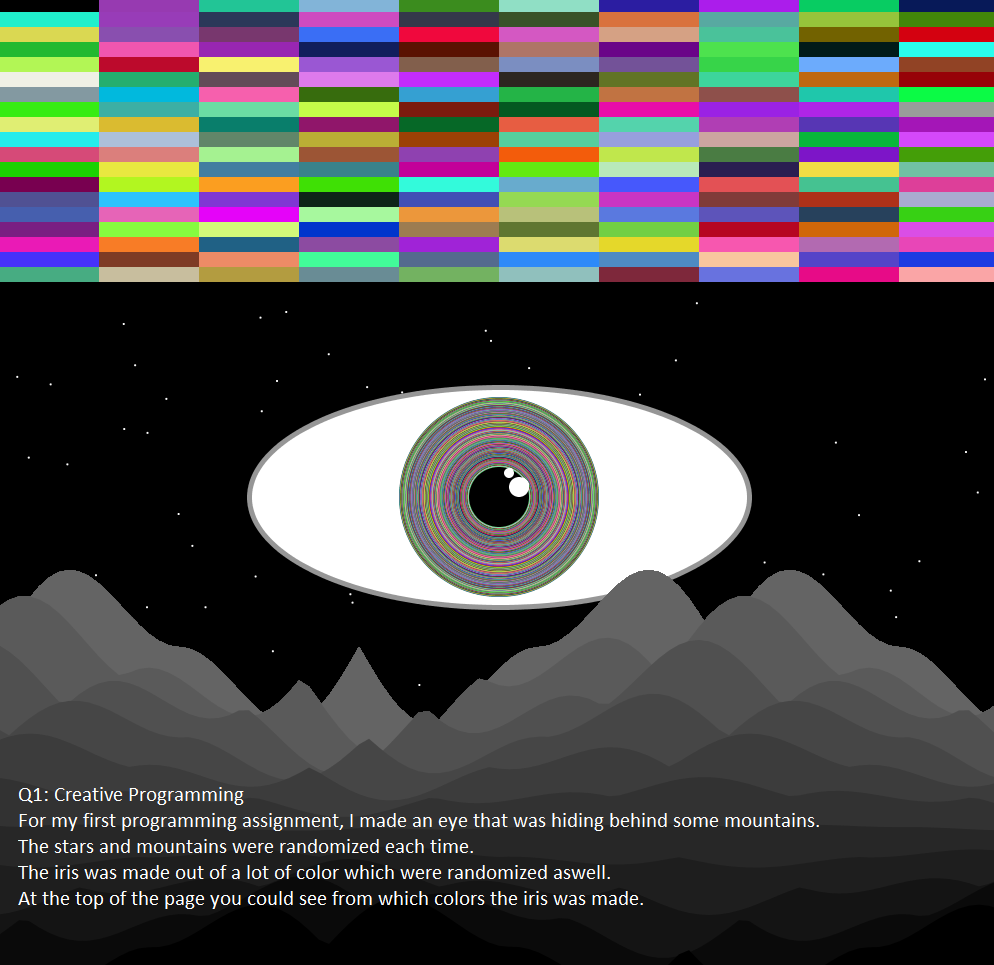 Q1: Creative Programming
For my first programming assignment, I made an eye that was hiding behind some mountains.
The stars and mountains were randomized each time.
The iris was made out of a lot of color which were randomized aswell.
At the top of the page you could see from which colors the iris was made.